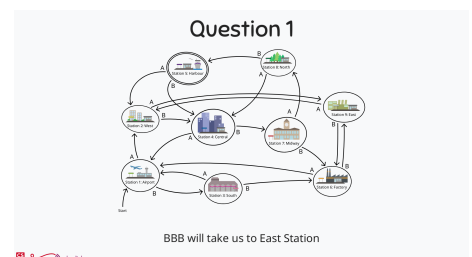 Question 1
B
Station 8: North
A
Station 5: Harbour
B
A
B
A
Station 9: East
A
Station 2: West
B
Station 4: Central
B
A
Station 7: Midway
B
B
B
A
A
A
A
A
B
Station 1: Airport
B
Station 3: South
B
Station 6: Factory
Start
BBB will take us to East Station